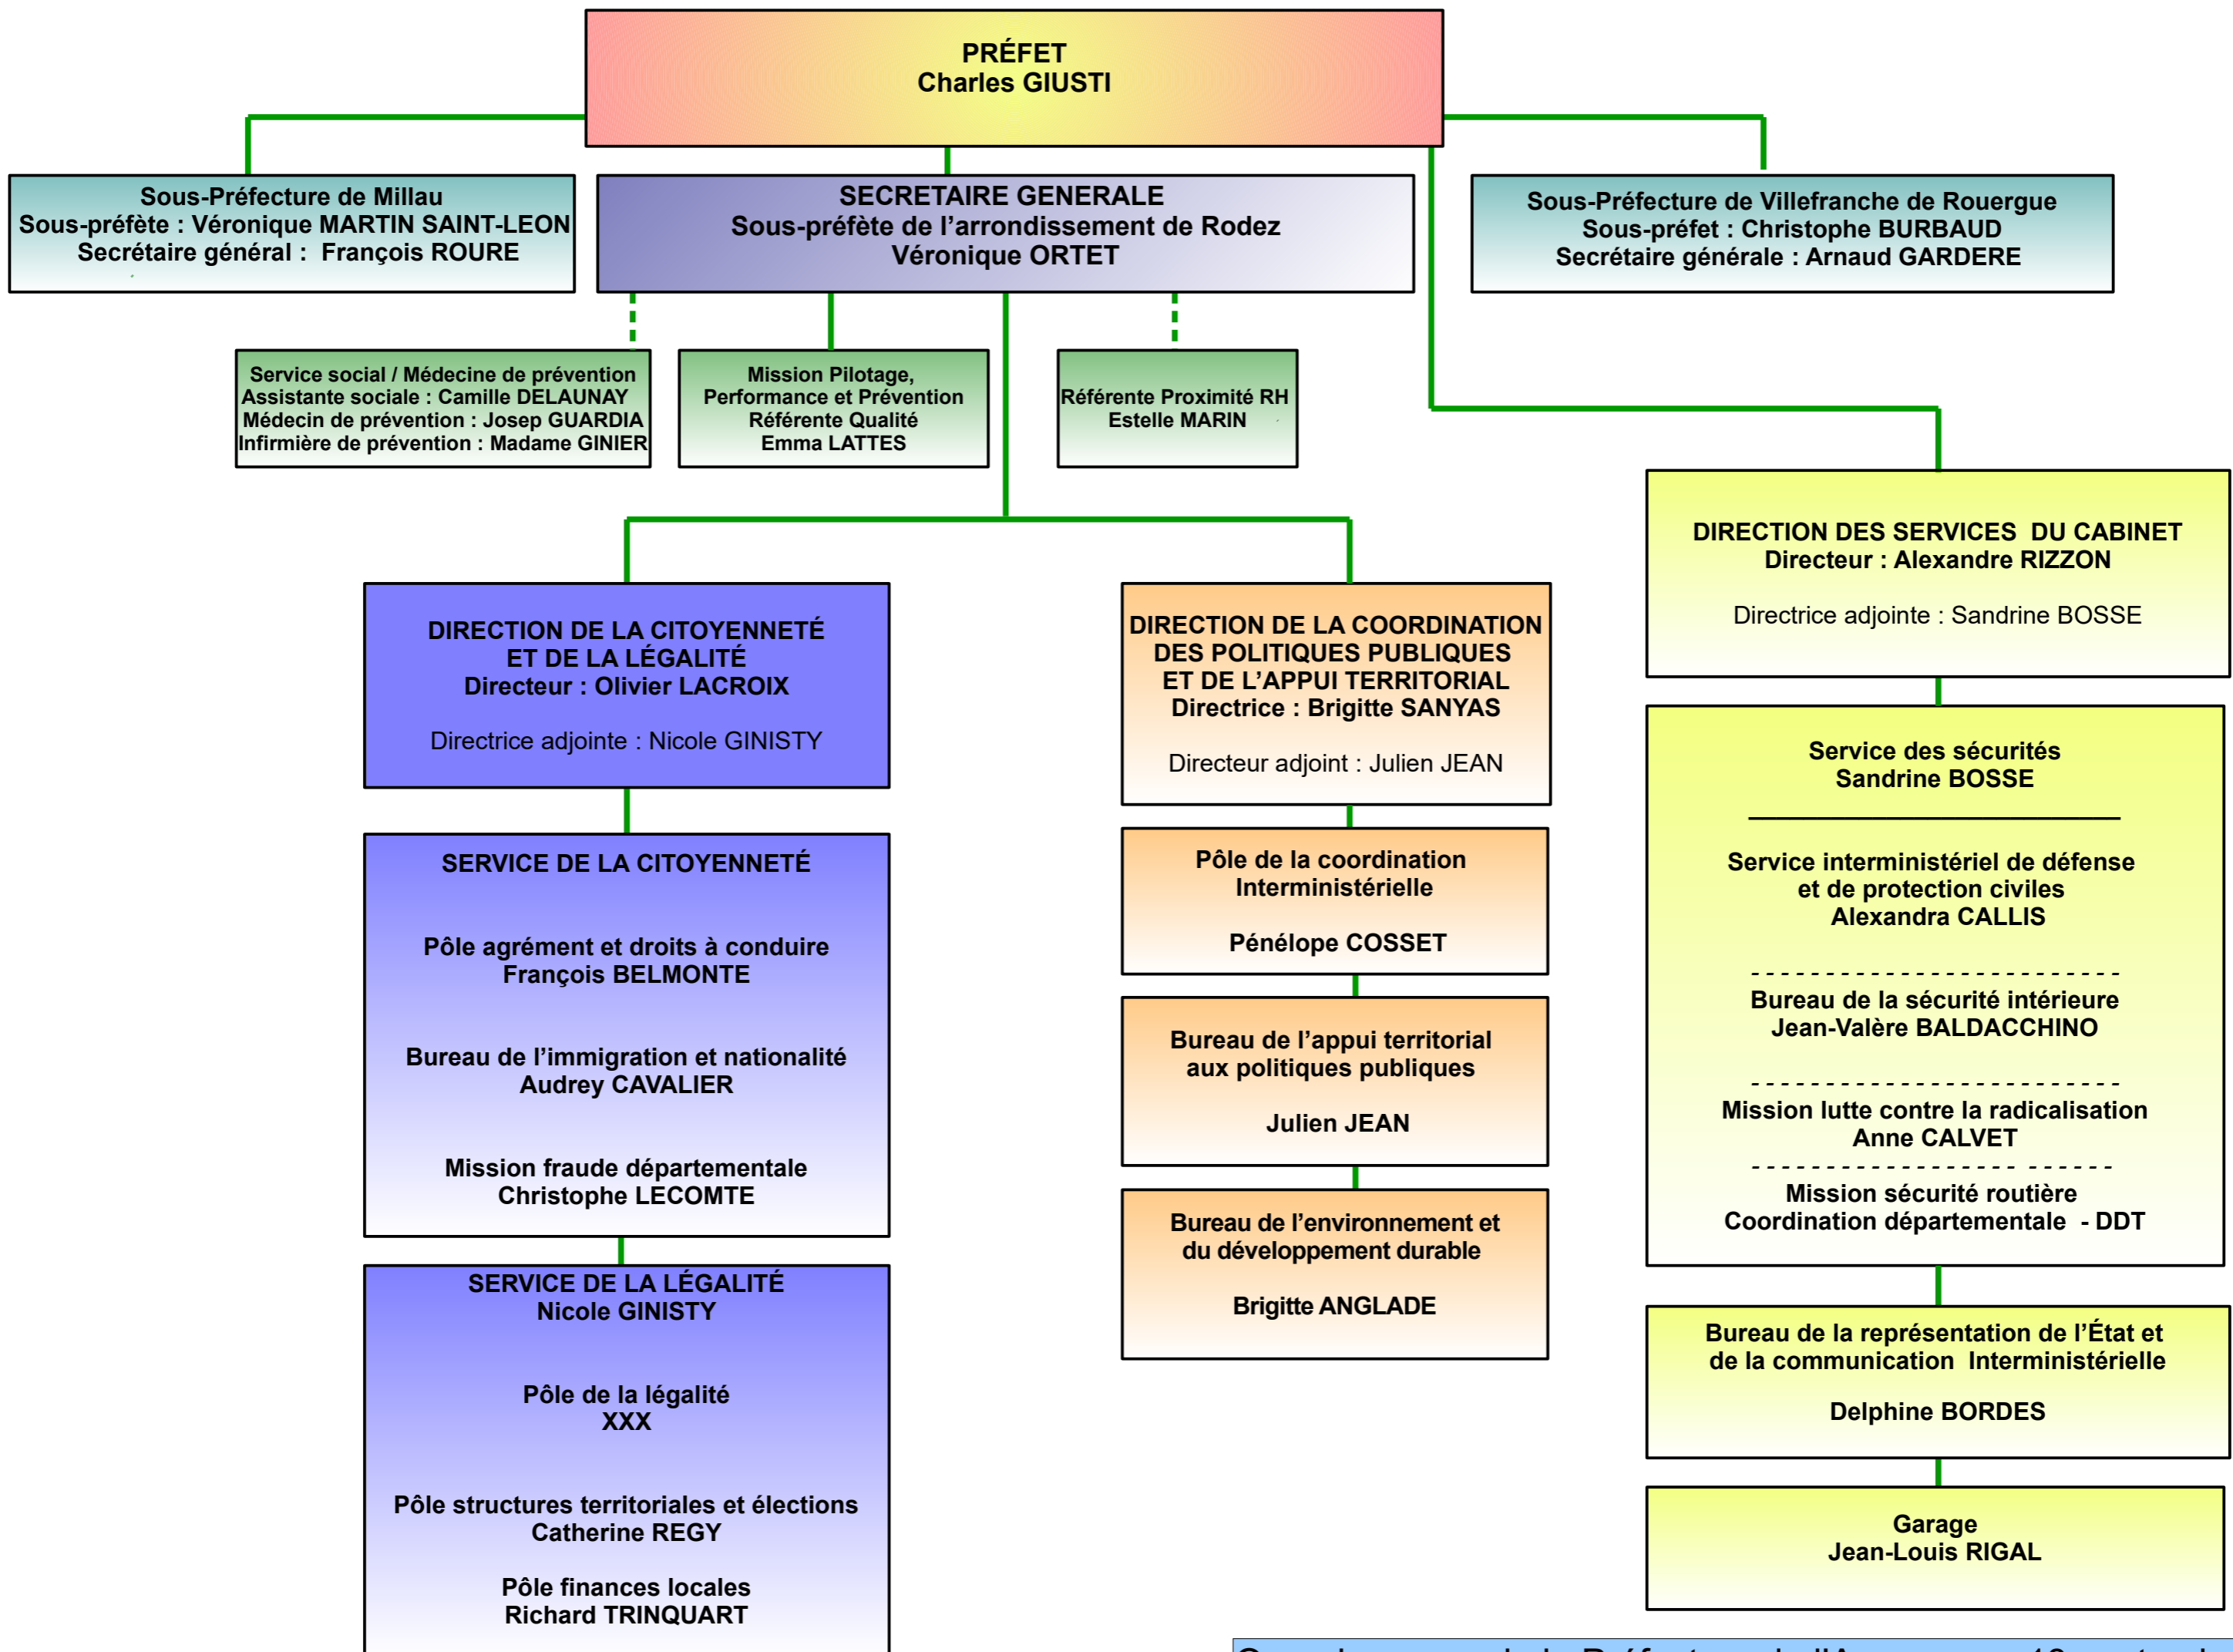 PRÉFET
Charles GIUSTI
Sous-Préfecture de Millau
Sous-préfète : Véronique MARTIN SAINT-LEON
Secrétaire général : François ROURE
SECRETAIRE GENERALE
Sous-préfète de l’arrondissement de Rodez
Véronique ORTET
Sous-Préfecture de Villefranche de Rouergue
Sous-préfet : Christophe BURBAUD
Secrétaire générale : Arnaud GARDERE
Service social / Médecine de prévention
Assistante sociale : Camille DELAUNAY
Médecin de prévention : Josep GUARDIA
Infirmière de prévention : Madame GINIER
Mission Pilotage,
Performance et Prévention
Référente Qualité
Emma LATTES
Référente Proximité RH
Estelle MARIN
DIRECTION DE LA CITOYENNETÉ
ET DE LA LÉGALITÉ
Directeur : Olivier LACROIX
Directrice adjointe : Nicole GINISTY
SERVICE DE LA CITOYENNETÉ
Pôle agrément et droits à conduire
François BELMONTE
Bureau de l’immigration et nationalité
Audrey CAVALIER
Mission fraude départementale
Christophe LECOMTE
SERVICE DE LA LÉGALITÉ
Nicole GINISTY
Pôle de la légalité
XXX
Pôle structures territoriales et élections
Catherine REGY
Pôle finances locales
Richard TRINQUART
DIRECTION DE LA COORDINATION
DES POLITIQUES PUBLIQUES
ET DE L’APPUI TERRITORIAL
Directrice : Brigitte SANYAS
Directeur adjoint : Julien JEAN
Pôle de la coordination
Interministérielle
Pénélope COSSET
Bureau de l’appui territorial
aux politiques publiques
Julien JEAN
Bureau de l’environnement et
du développement durable
Brigitte ANGLADE
DIRECTION DES SERVICES DU CABINET
Directeur : Alexandre RIZZON
Directrice adjointe : Sandrine BOSSE
Service des sécurités
Sandrine BOSSE
Service interministériel de défense
et de protection civiles
Alexandra CALLIS
Bureau de la sécurité intérieure
Jean-Valère BALDACCHINO
Mission lutte contre la radicalisation
Anne CALVET
Mission sécurité routière
Coordination départementale - DDT
Bureau de la représentation de l’État et
de la communication Interministérielle
Delphine BORDES
Garage
Jean-Louis RIGAL